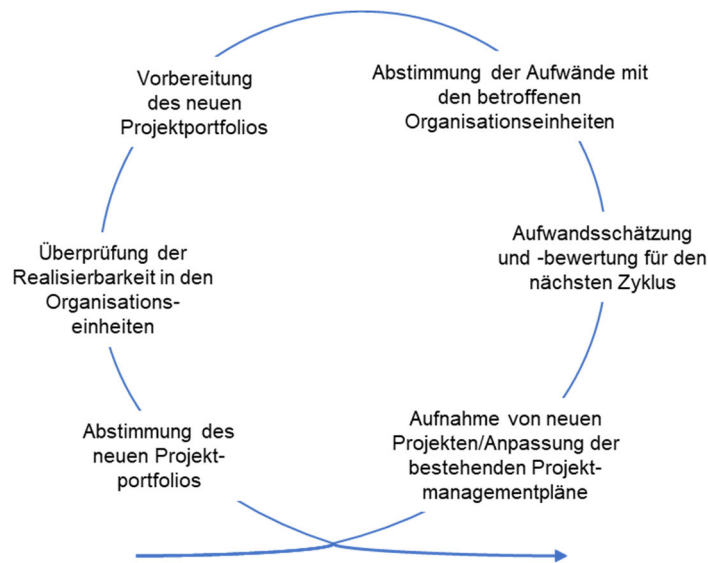 Vorbereitung
des neuen
Projektportfolios
Abstimmung der Aufwände mit
den betroffenen
Organisationseinheiten
Überprüfung der
Realisierbarkeit in den
Organisations-
einheiten
Aufwandsschätzung
und -bewertung für den
nächsten Zyklus
Abstimmung des
neuen Projekt-
portfolios
Aufnahme von neuen
Projekten/Anpassung der
bestehenden Projekt-
managementpläne